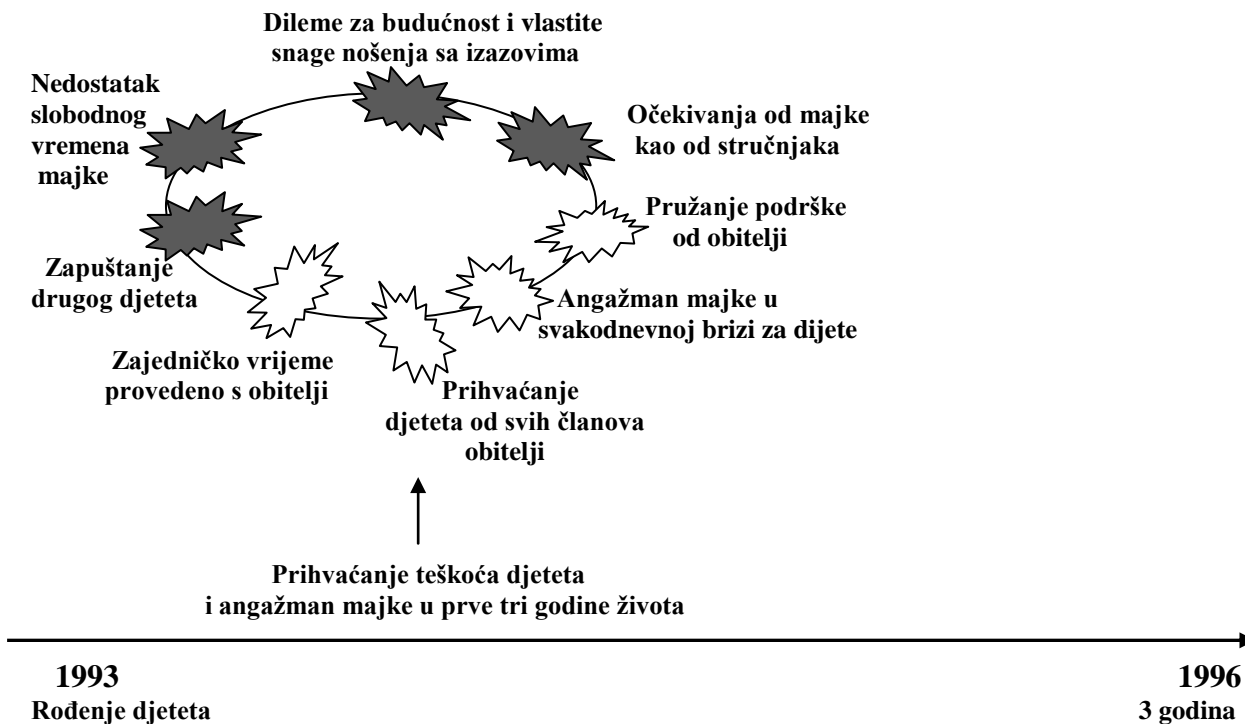 Dileme za budućnost i vlastite
snage nošenja sa izazovima
Nedostatak
slobodnog
vremena
majke
Očekivanja od majke
kao od stručnjaka
Pružanje podrške
od obitelji
Zapuštanje
drugog djeteta
Angažman majke u
svakodnevnoj brizi za dijete
Zajedničko vrijeme
provedeno s obitelji
Prihvaćanje
djeteta od svih članova
obitelji
Prihvaćanje teškoća djeteta
i angažman majke u prve tri godine života
1993
Rođenje djeteta
1996
3 godina